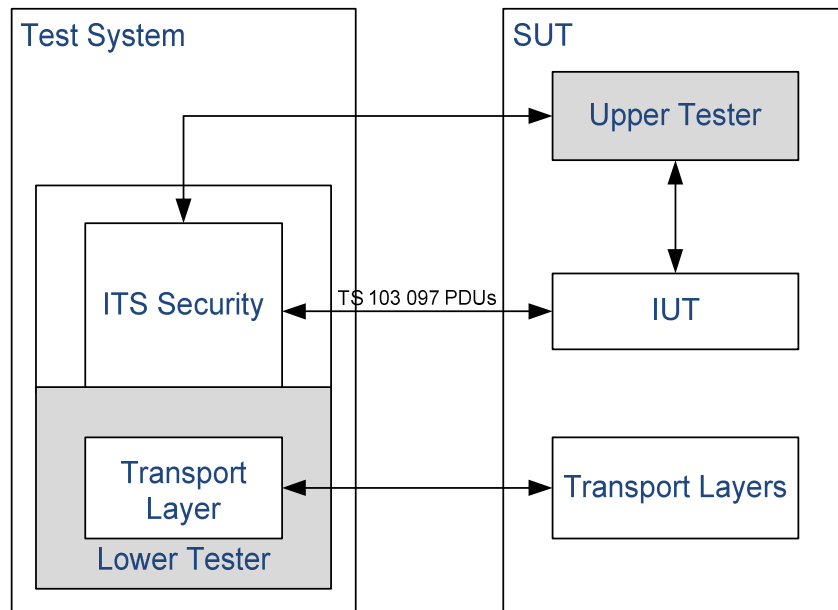 Test System
SUT
Upper Tester
ITS Security
TS 103 097 PDUs
IUT
Transport
Layer
Transport Layers
Lower Tester